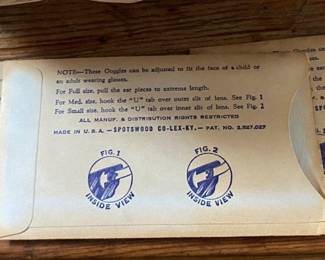 NOTE—These Goggles can be adjusted to fit the face of a child or
an adult wearing glasses.
For Full size, pull the ear pieces to extreme length.
For Med. size, hook the "U" tab over outer slit of lens. See Fig. 1
For Small size, hook the "U" tab over inner slit of lens. See Fig. 2
ALL MANUF. & DISTRIBUTION RIGHTS RESTRICTED
MADE IN U.S.A. — SPOTSWOOD CO-LEX-KY. — PAT. NO.
FIG. 1
INSIDE VIEW
FIG. 2
INSIDE VIEW